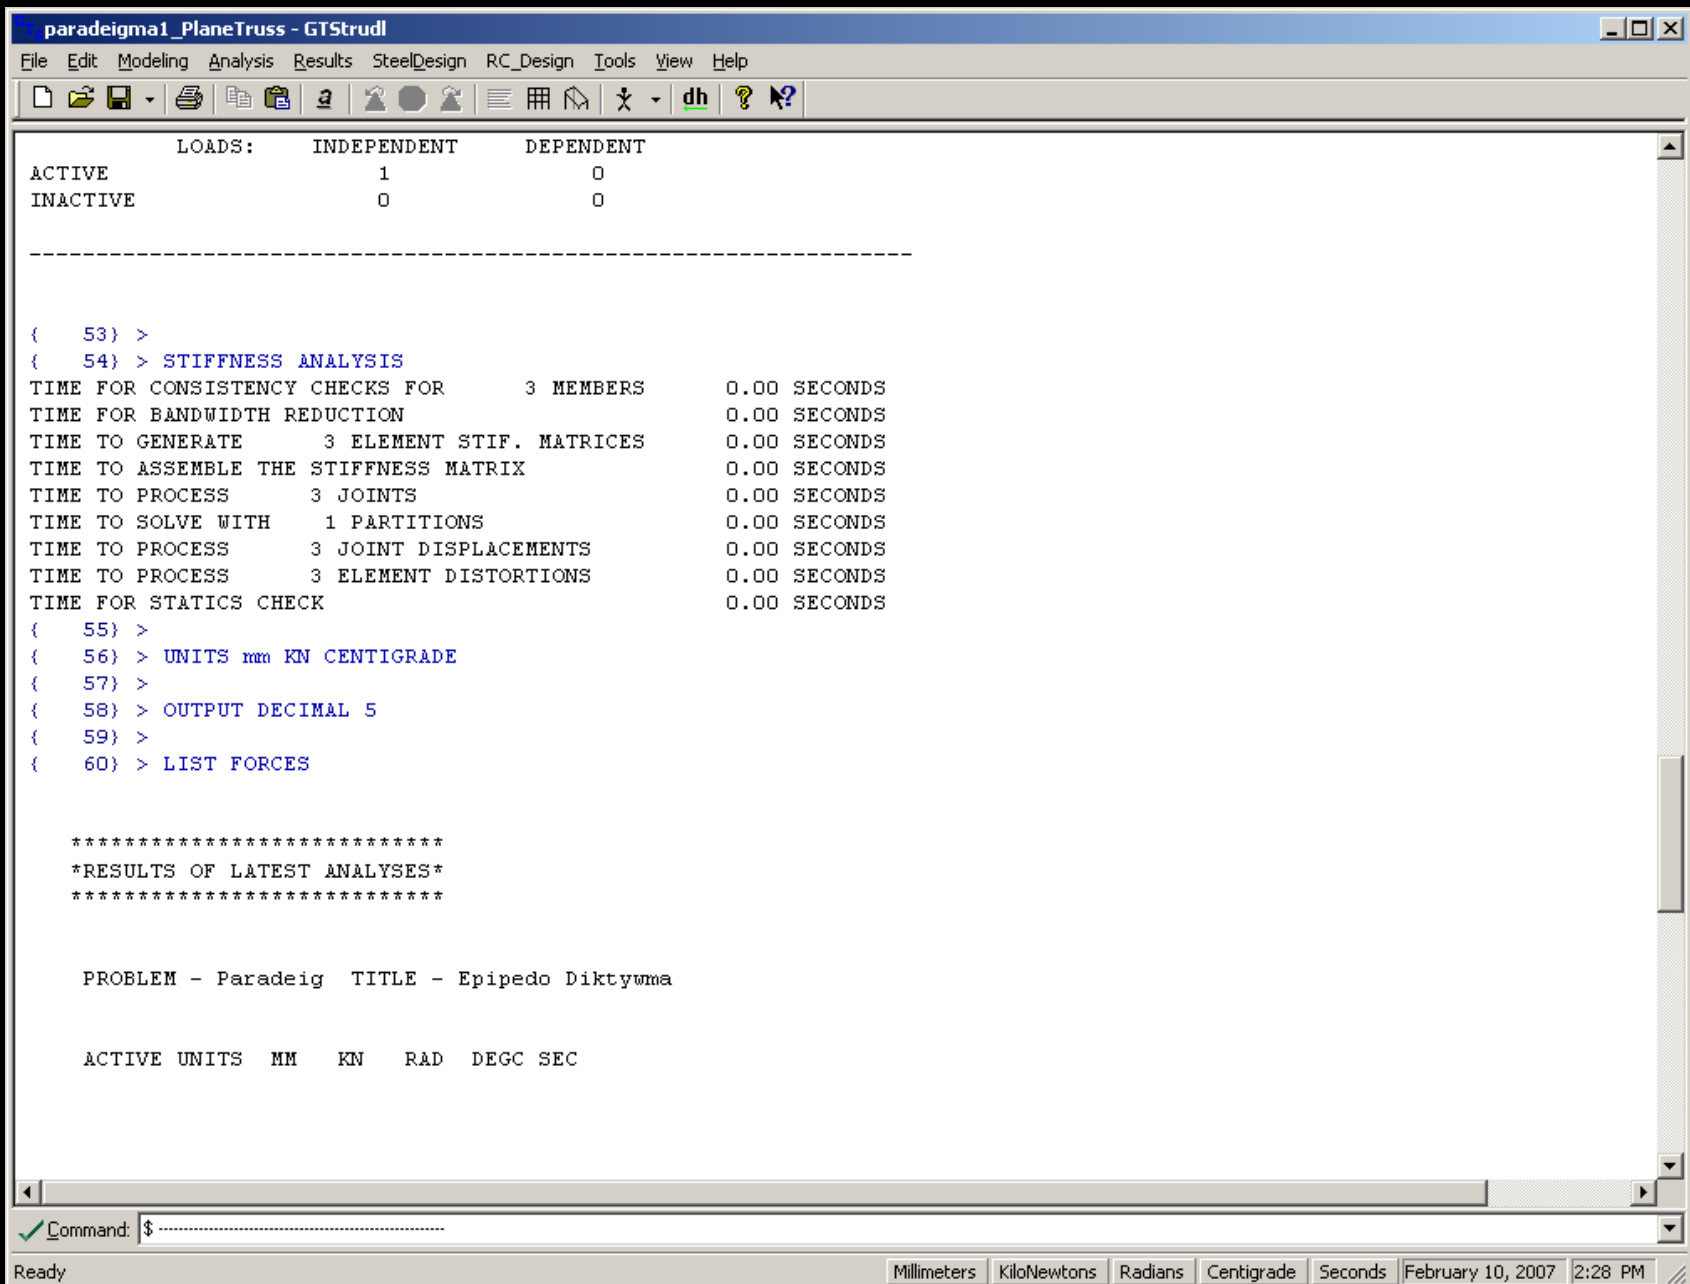 paradeigma1_PlaneTruss - GTStrudl
File Edit Modeling Analysis Results SteelDesign RC_Design Tools View Help
a dh ? ?
LOADS: INDEPENDENT DEPENDENT
ACTIVE 1 0
INACTIVE 0 0
------------------------------------------------------------------
{ 53} >
{ 54} > STIFFNESS ANALYSIS
TIME FOR CONSISTENCY CHECKS FOR 3 MEMBERS 0.00 SECONDS
TIME FOR BANDWIDTH REDUCTION 0.00 SECONDS
TIME TO GENERATE 3 ELEMENT STIF. MATRICES 0.00 SECONDS
TIME TO ASSEMBLE THE STIFFNESS MATRIX 0.00 SECONDS
TIME TO PROCESS 3 JOINTS 0.00 SECONDS
TIME TO SOLVE WITH 1 PARTITIONS 0.00 SECONDS
TIME TO PROCESS 3 JOINT DISPLACEMENTS 0.00 SECONDS
TIME TO PROCESS 3 ELEMENT DISTORTIONS 0.00 SECONDS
TIME FOR STATICS CHECK 0.00 SECONDS
{ 55} >
{ 56} > UNITS mm KN CENTIGRADE
{ 57} >
{ 58} > OUTPUT DECIMAL 5
{ 59} >
{ 60} > LIST FORCES
****************************
*RESULTS OF LATEST ANALYSES*
****************************
PROBLEM - Paradeig TITLE - Epipedo Diktywma
ACTIVE UNITS MM KN RAD DEGC SEC
Command: $ --------------------------------------------------------
Ready Millimeters KiloNewtons Radians Centigrade Seconds February 10, 2007 2:28 PM